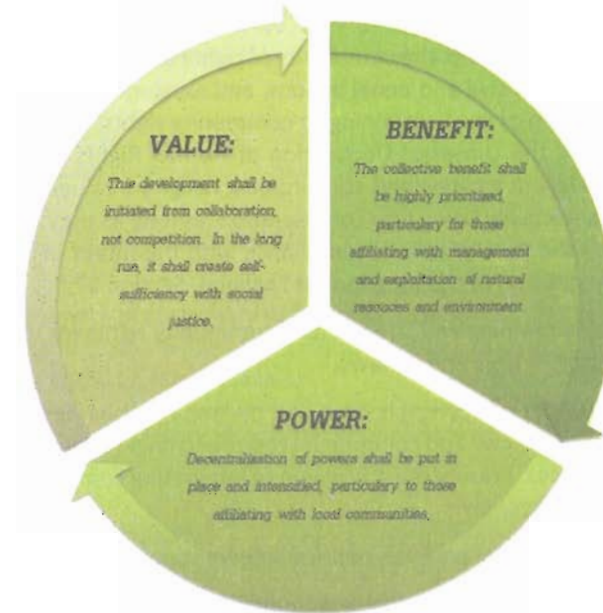 VALUE:
This development shall be
initiated from collaboration,
not competition. In the long
run, it shall create self-
sufficiency with social
justice.
BENEFIT:
The collective benefit shall
be highly prioritised,
particulary for those
affiliating with management
and exploitation of natural
resouces and environment
POWER:
Decentralisation of powers shall be put in
place and intensified, particulary to those
affiliating with local communities.